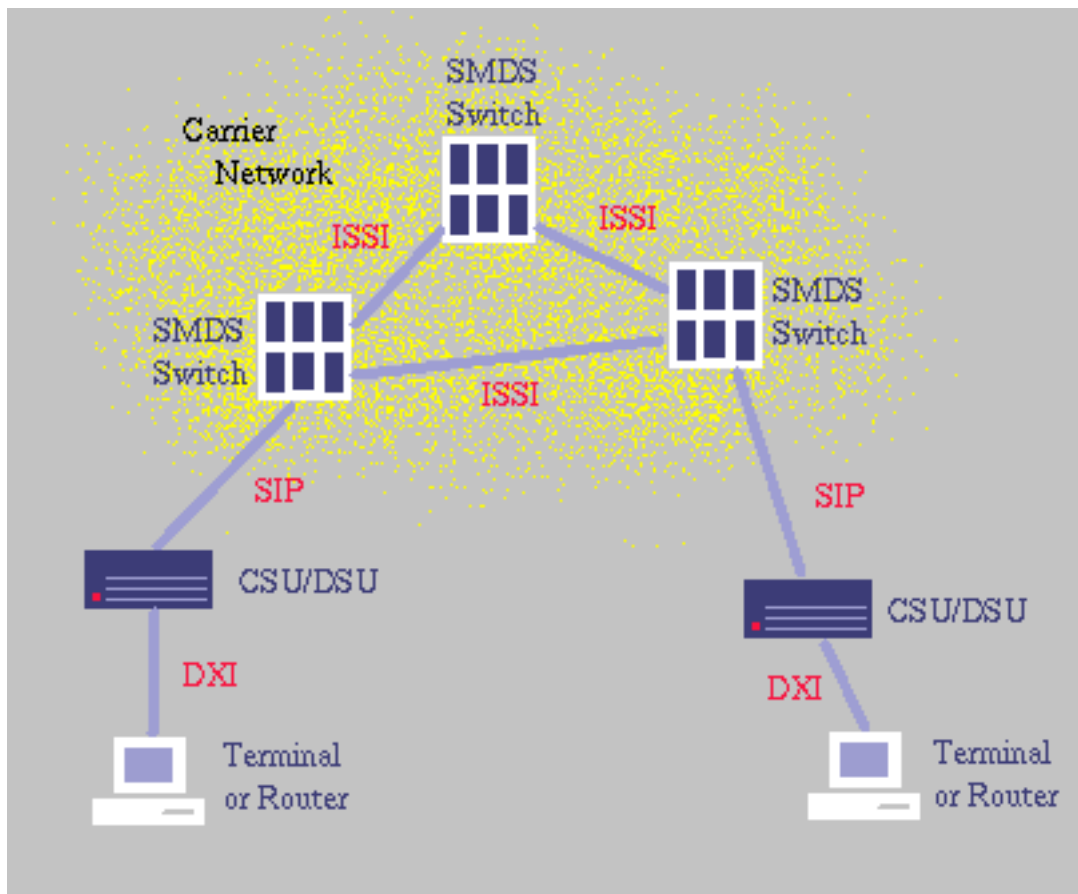 SMDS
Switch
Carrier
Network
ISSI
ISSI
SMDS
Switch
SMDS
Switch
ISSI
SIP
SIP
CSU/DSU
CSU/DSU
DXI
DXI
Terminal
or Router
Terminal
or Router